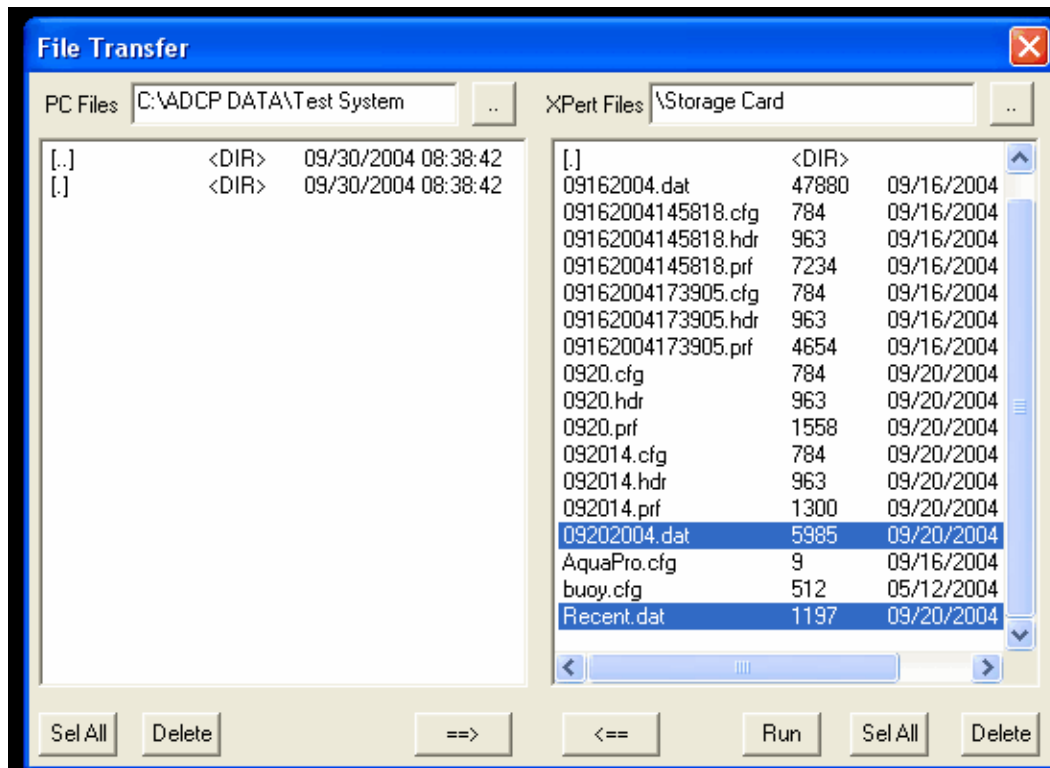 File Transfer
PC Files C:\ADCP DATA\Test System .. XPert Files \Storage Card ..
[..] <DIR> 09/30/2004 08:38:42
[.] <DIR> 09/30/2004 08:38:42
[.] <DIR>
09162004.dat 47880 09/16/2004
09162004145818.cfg 784 09/16/2004
09162004145818.hdr 963 09/16/2004
09162004145818.prf 7234 09/16/2004
09162004173905.cfg 784 09/16/2004
09162004173905.hdr 963 09/16/2004
09162004173905.prf 4654 09/16/2004
0920.cfg 784 09/20/2004
0920.hdr 963 09/20/2004
0920.prf 1558 09/20/2004
092014.cfg 784 09/20/2004
092014.hdr 963 09/20/2004
092014.prf 1300 09/20/2004
09202004.dat 5985 09/20/2004
AquaPro.cfg 9 09/16/2004
buoy.cfg 512 05/12/2004
Recent.dat 1197 09/20/2004
Sel All Delete ==> <== Run Sel All Delete